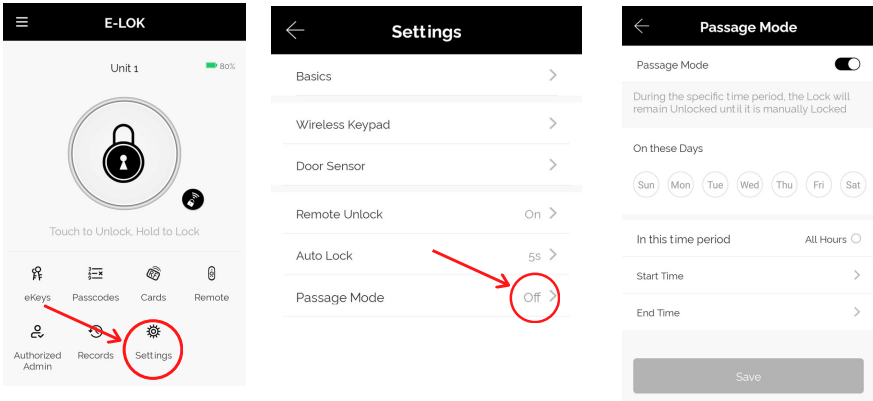 E-LOK
Unit 1
80%
Touch to Unlock, Hold to Lock
eKeys
Passcodes
Cards
Remote
Authorized
Admin
Records
Settings
Settings
Basics
Wireless Keypad
Door Sensor
Remote Unlock On
Auto Lock 5s
Passage Mode Off
Passage Mode
Passage Mode
During the specific time period, the Lock will
remain Unlocked until it is manually Locked
On these Days
Sun Mon Tue Wed Thu Fri Sat
In this time period All Hours
Start Time
End Time
Save